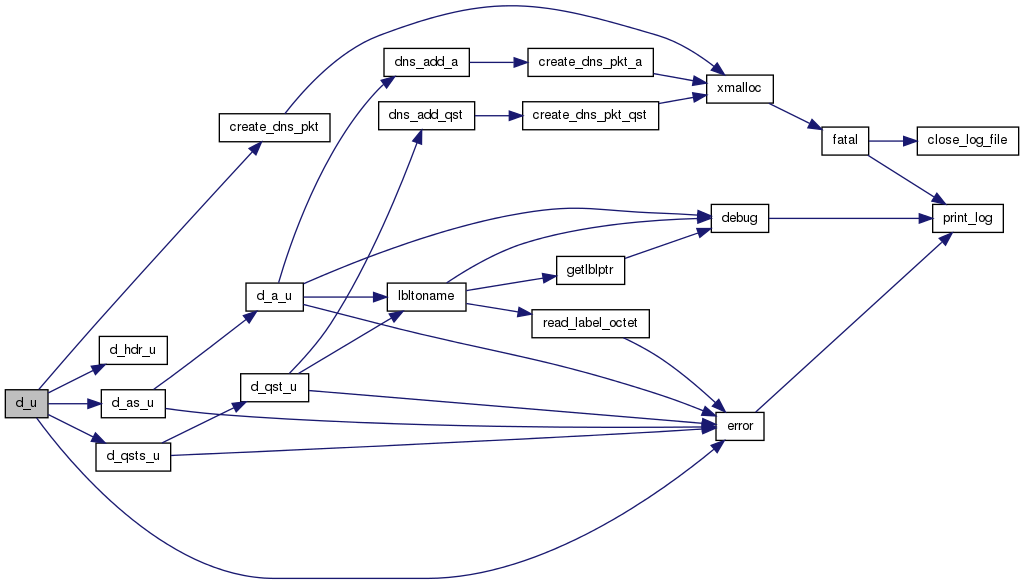 dns_add_a
create_dns_pkt_a
xmalloc
dns_add_qst
create_dns_pkt_qst
create_dns_pkt
fatal
close_log_file
debug
print_log
getlblptr
d_a_u
lbltoname
read_label_octet
d_hdr_u
d_qst_u
d_u
d_as_u
error
d_qsts_u